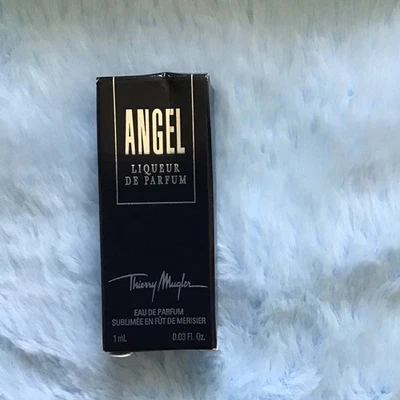 ANGEL
LIQUEUR
DE PARFUM
Thierry Mugler
EAU DE PARFUM
SUBLIMÉE EN FÛT DE MERISIER
1 mL 0.03 Fl. Oz.